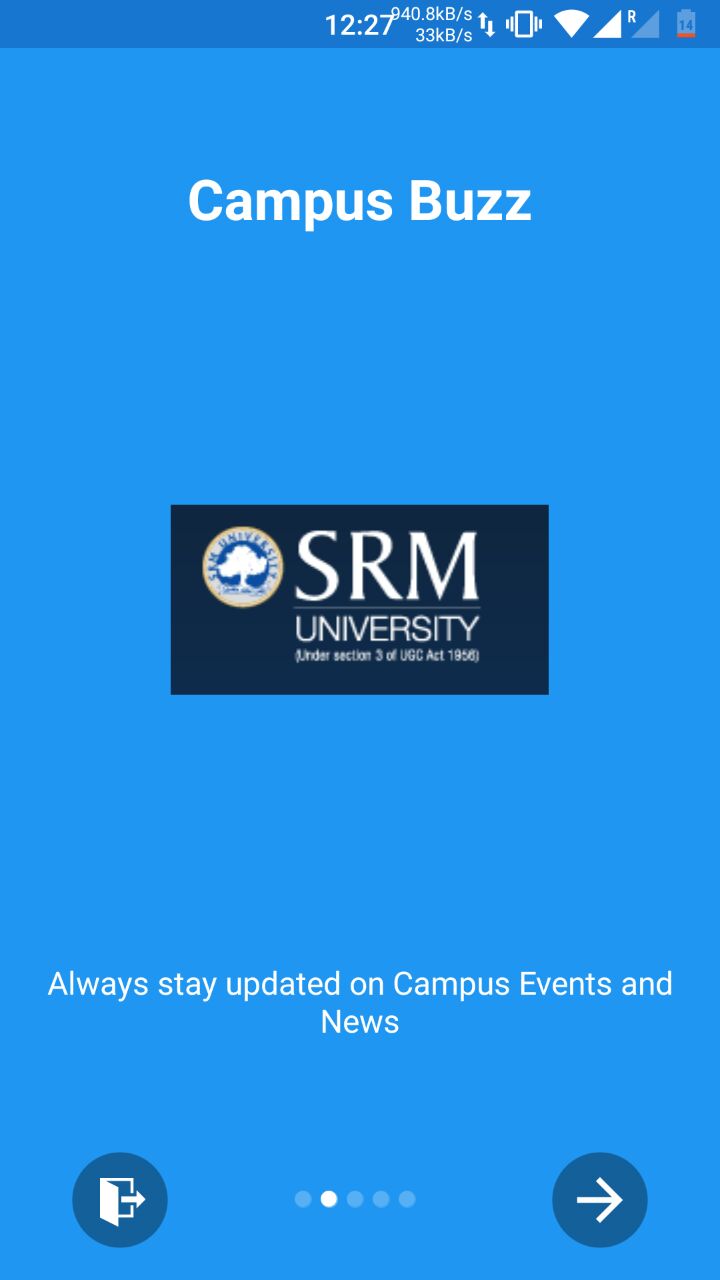 12:27
940.8kB/s
33kB/s
R
14
Campus Buzz
SRM UNIVERSITY
SRM
UNIVERSITY
(Under section 3 of UGC Act 1956)
Always stay updated on Campus Events and
News